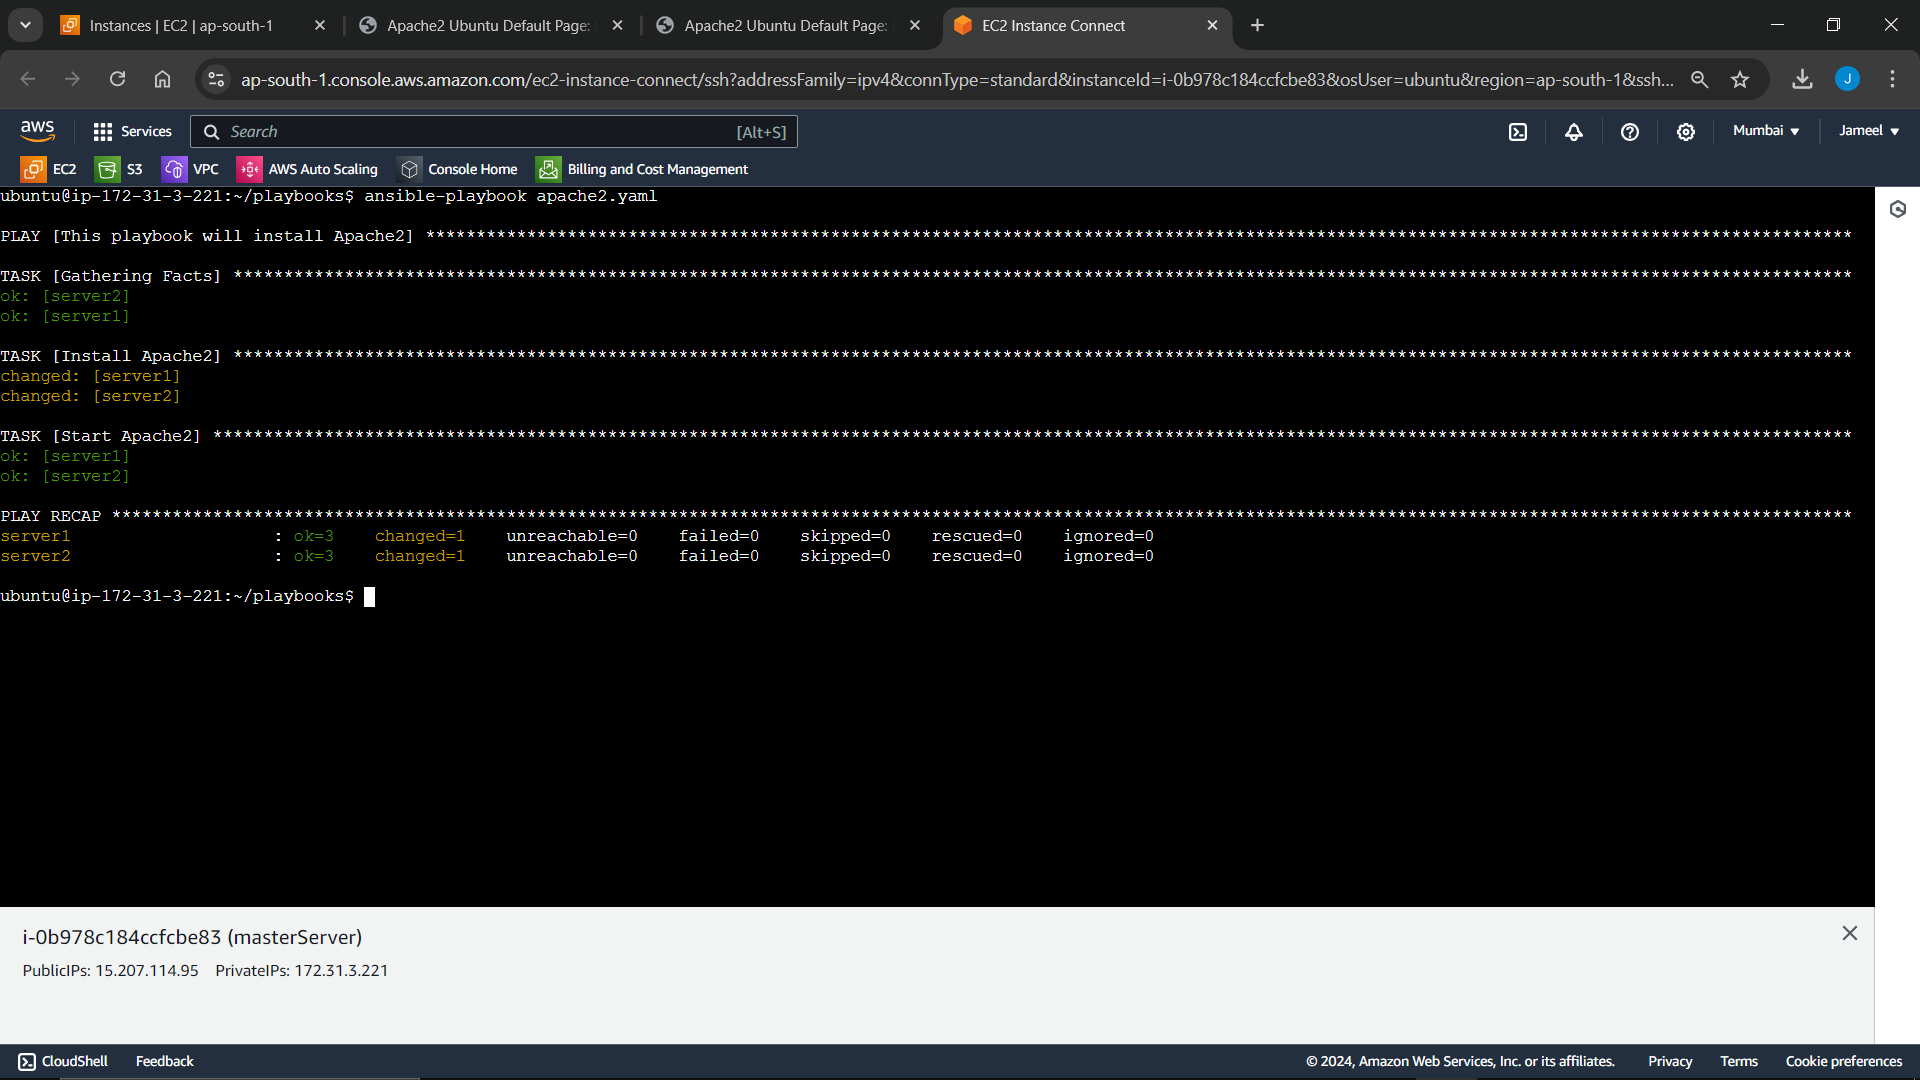 Instances | EC2 | ap-south-1
Apache2 Ubuntu Default Page:
Apache2 Ubuntu Default Page:
EC2 Instance Connect
ap-south-1.console.aws.amazon.com/ec2-instance-connect/ssh?addressFamily=ipv4&connType=standard&instanceId=i-0b978c184ccfcbe83&osUser=ubuntu&region=ap-south-1&ssh...
J
aws
Services
Search
[Alt+S]
Mumbai
Jameel
EC2
S3
VPC
AWS Auto Scaling
Console Home
Billing and Cost Management
ubuntu@ip-172-31-3-221:~/playbooks$ ansible-playbook apache2.yaml
PLAY [This playbook will install Apache2] *********************************************************************************************************************************************
TASK [Gathering Facts] ****************************************************************************************************************************************************************
ok: [server2]
ok: [server1]
TASK [Install Apache2] ****************************************************************************************************************************************************************
changed: [server1]
changed: [server2]
TASK [Start Apache2] ******************************************************************************************************************************************************************
ok: [server1]
ok: [server2]
PLAY RECAP ****************************************************************************************************************************************************************************
server1 : ok=3 changed=1 unreachable=0 failed=0 skipped=0 rescued=0 ignored=0
server2 : ok=3 changed=1 unreachable=0 failed=0 skipped=0 rescued=0 ignored=0
ubuntu@ip-172-31-3-221:~/playbooks$
i-0b978c184ccfcbe83 (masterServer)
PublicIPs: 15.207.114.95 PrivateIPs: 172.31.3.221
CloudShell
Feedback
© 2024, Amazon Web Services, Inc. or its affiliates.
Privacy
Terms
Cookie preferences